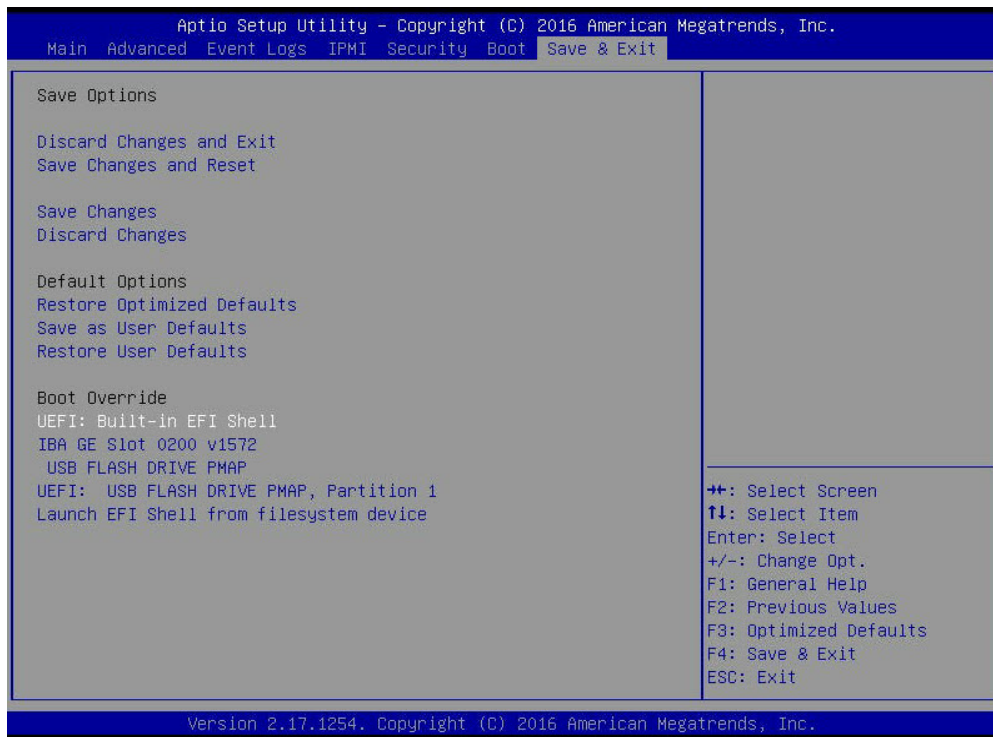 Aptio Setup Utility – Copyright (C) 2016 American Megatrends, Inc.
Main Advanced Event Logs IPMI Security Boot Save & Exit
Save Options
Discard Changes and Exit
Save Changes and Reset
Save Changes
Discard Changes
Default Options
Restore Optimized Defaults
Save as User Defaults
Restore User Defaults
Boot Override
UEFI: Built-in EFI Shell
IBA GE Slot 0200 v1572
USB FLASH DRIVE PMAP
UEFI: USB FLASH DRIVE PMAP, Partition 1
Launch EFI Shell from filesystem device
→←: Select Screen
↑↓: Select Item
Enter: Select
+/-: Change Opt.
F1: General Help
F2: Previous Values
F3: Optimized Defaults
F4: Save & Exit
ESC: Exit
Version 2.17.1254. Copyright (C) 2016 American Megatrends, Inc.